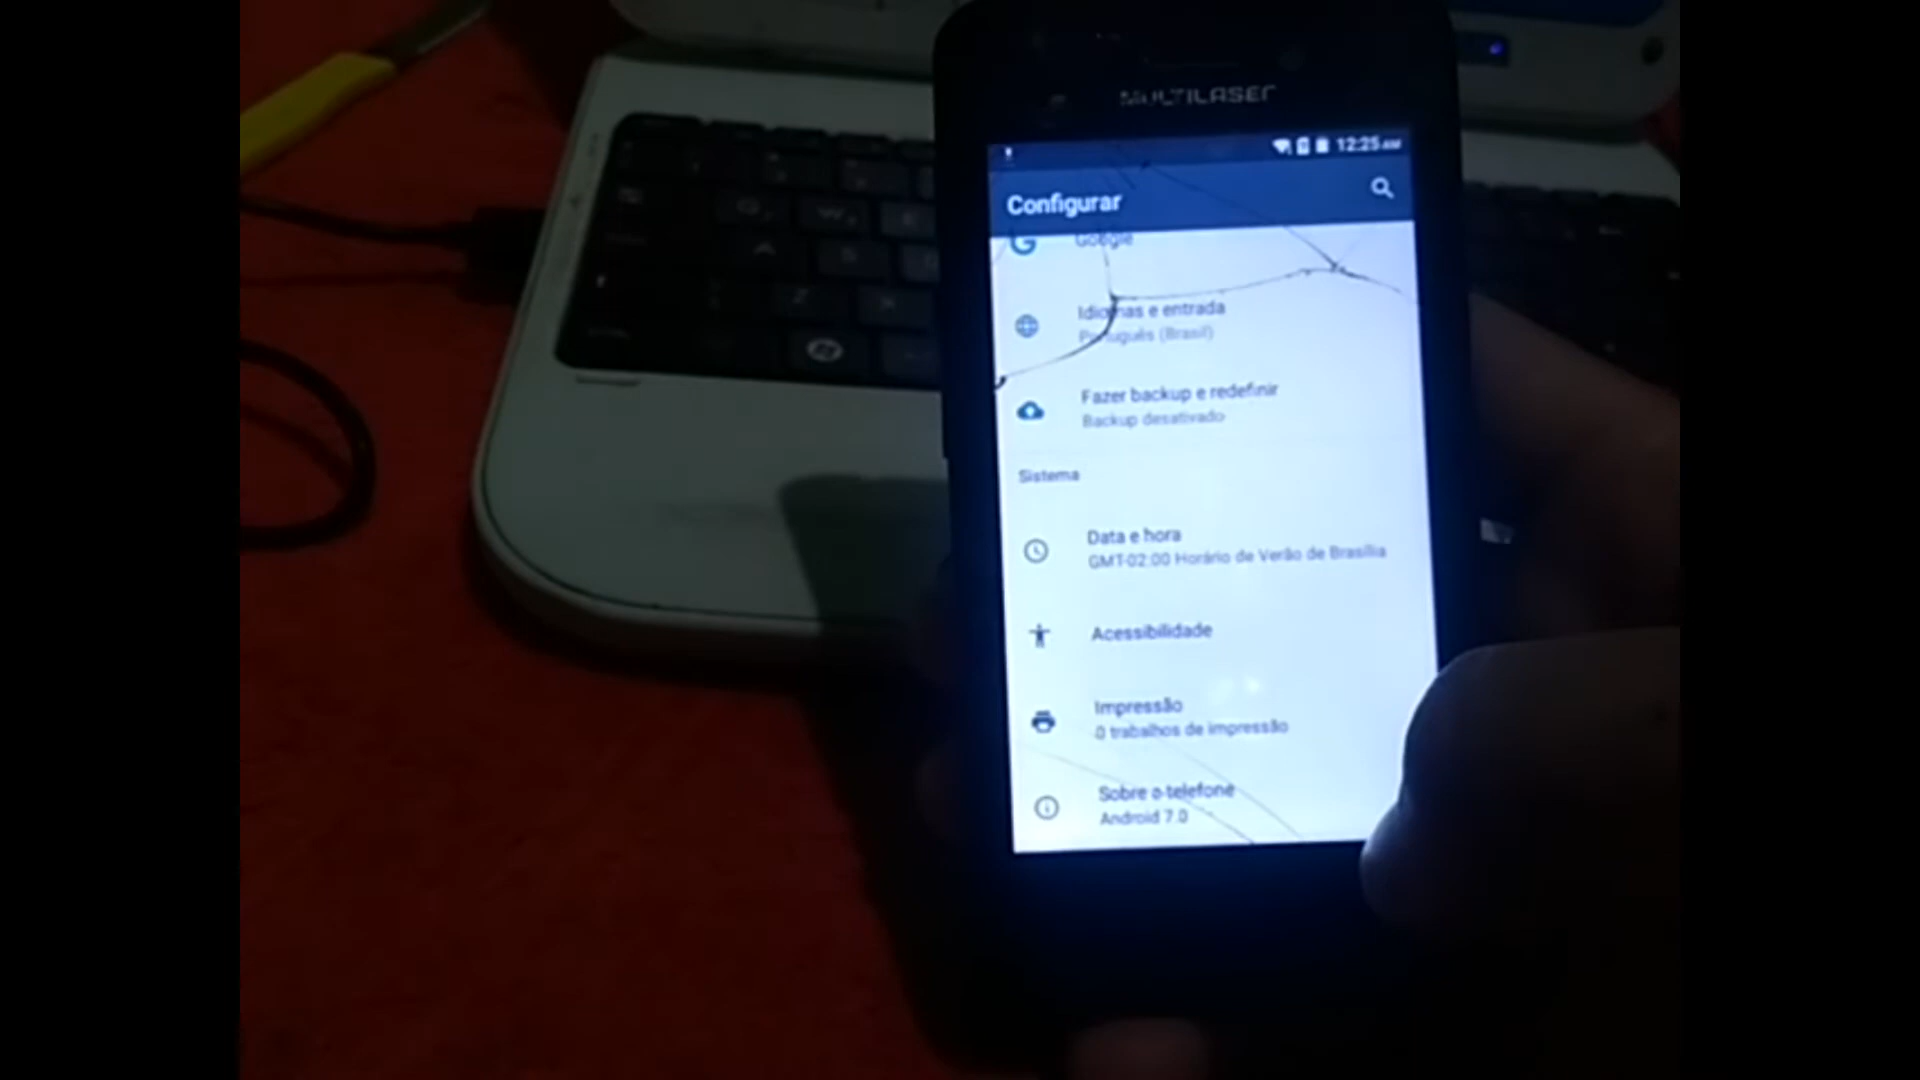 MULTILASER
12:25 AM
Configurar
Google
Idiomas e entrada
Português (Brasil)
Fazer backup e redefinir
Backup desativado
Sistema
Data e hora
GMT-02:00 Horário de Verão de Brasília
Acessibilidade
Impressão
0 trabalhos de impressão
Sobre o telefone
Android 7.0